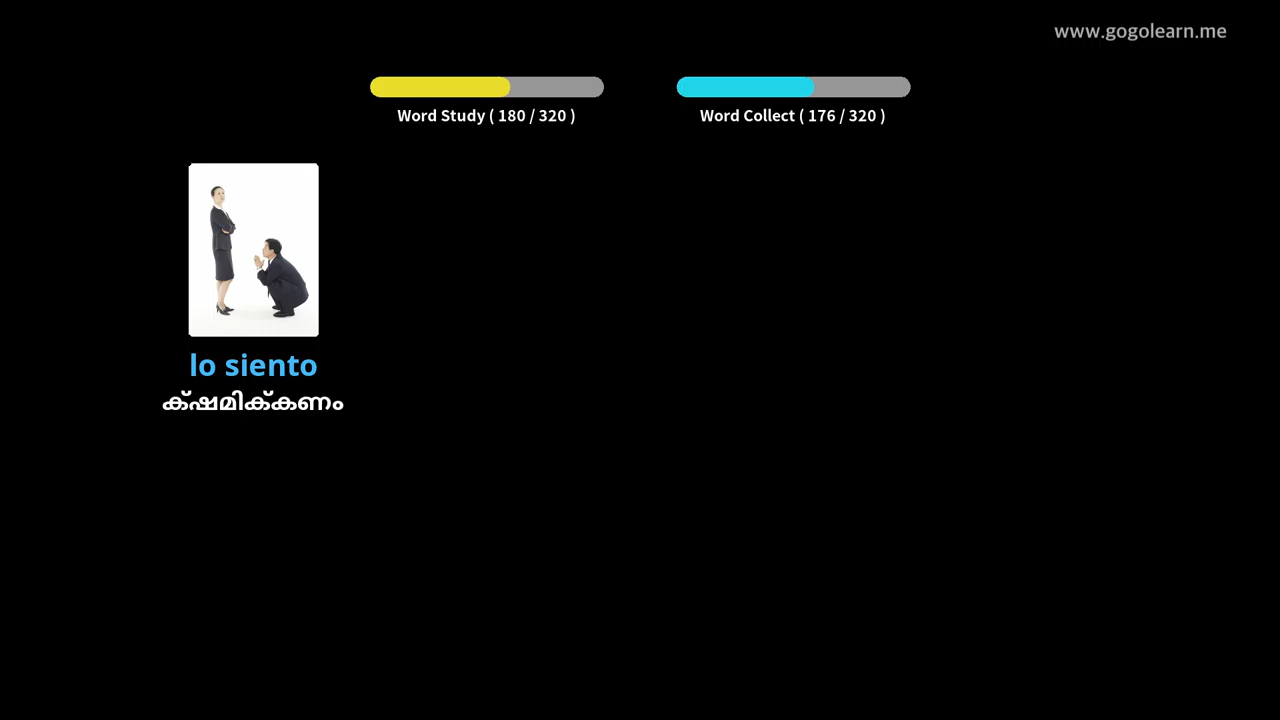 www.gogolearn.me
Word Study ( 180 / 320 )
Word Collect ( 176 / 320 )
lo siento
ക്ഷമിക്കണം